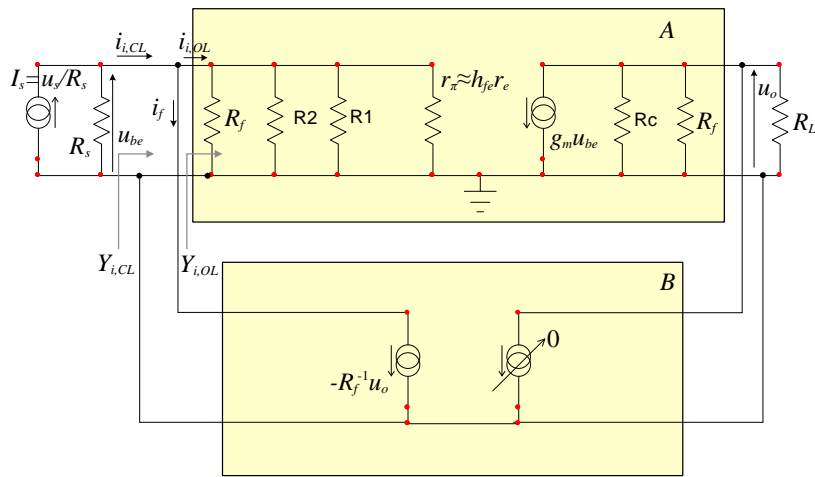 A
i_{i,CL}
i_{i,OL}
I_s=u_s/R_s
r_π≈h_{fe}r_e
u_o
i_f
R_f
R2
R1
Rc
R_f
R_L
R_s
u_{be}
g_m u_{be}
Y_{i,CL}
Y_{i,OL}
B
0
-R_f^{-1}u_o